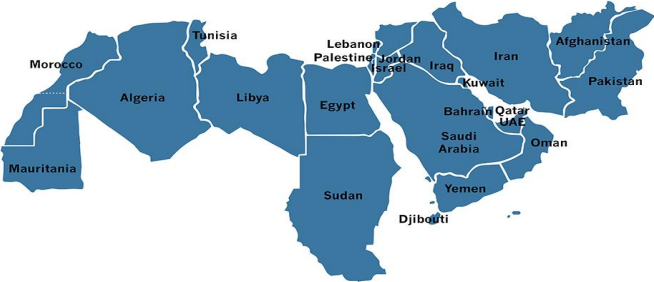 Tunisia
Lebanon
Morocco
Palestine
Jordan
Israel
Iraq
Iran
Afghanistan
Kuwait
Pakistan
Algeria
Libya
Egypt
Bahrain
Qatar
UAE
Saudi
Arabia
Oman
Mauritania
Sudan
Yemen
Djibouti